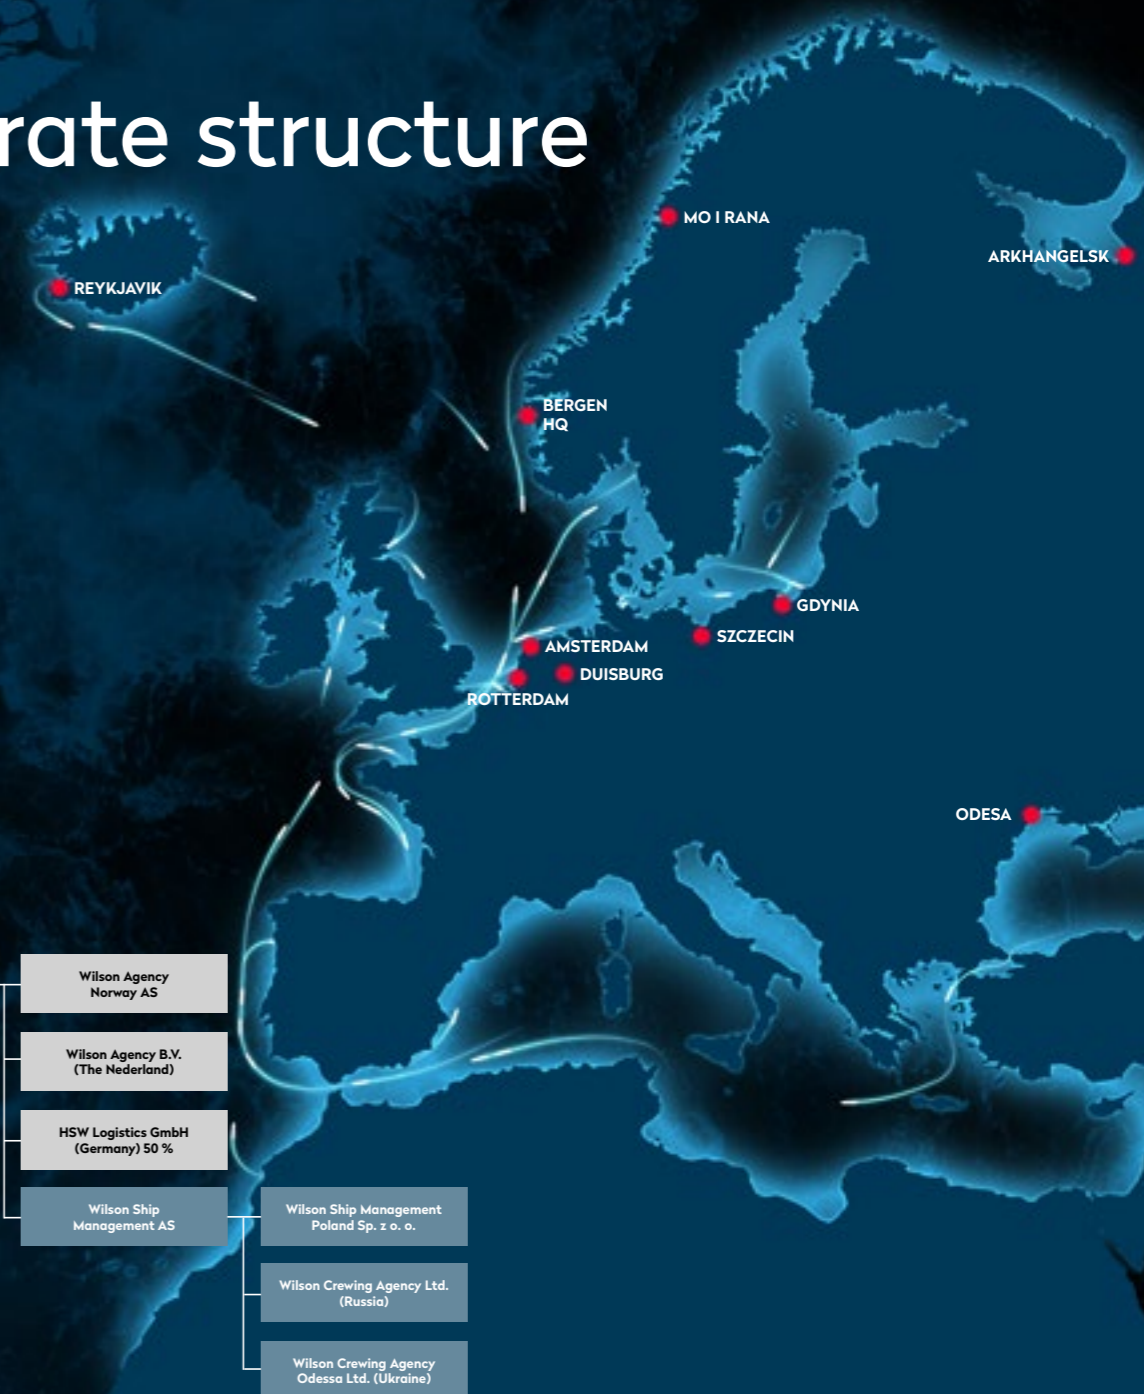 rate structure
MO I RANA
ARKHANGELSK
REYKJAVIK
BERGEN
HQ
GDYNIA
SZCZECIN
AMSTERDAM
DUISBURG
ROTTERDAM
ODESA
Wilson Agency
Norway AS
Wilson Agency B.V.
(The Nederland)
HSW Logistics GmbH
(Germany) 50 %
Wilson Ship
Management AS
Wilson Ship Management
Poland Sp. z o. o.
Wilson Crewing Agency Ltd.
(Russia)
Wilson Crewing Agency
Odessa Ltd. (Ukraine)